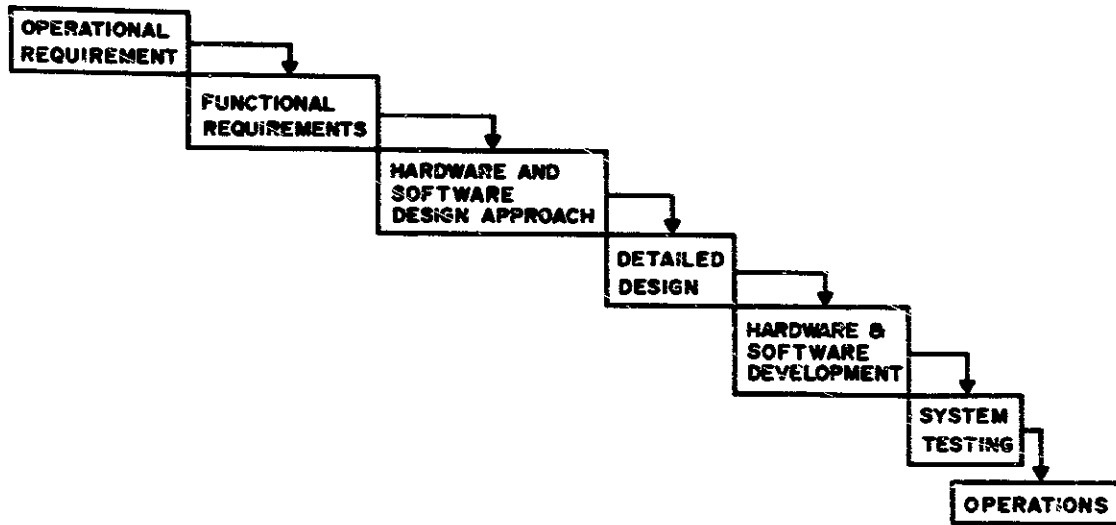 OPERATIONAL
REQUIREMENT
FUNCTIONAL
REQUIREMENTS
HARDWARE AND
SOFTWARE
DESIGN APPROACH
DETAILED
DESIGN
HARDWARE &
SOFTWARE
DEVELOPMENT
SYSTEM
TESTING
OPERATIONS